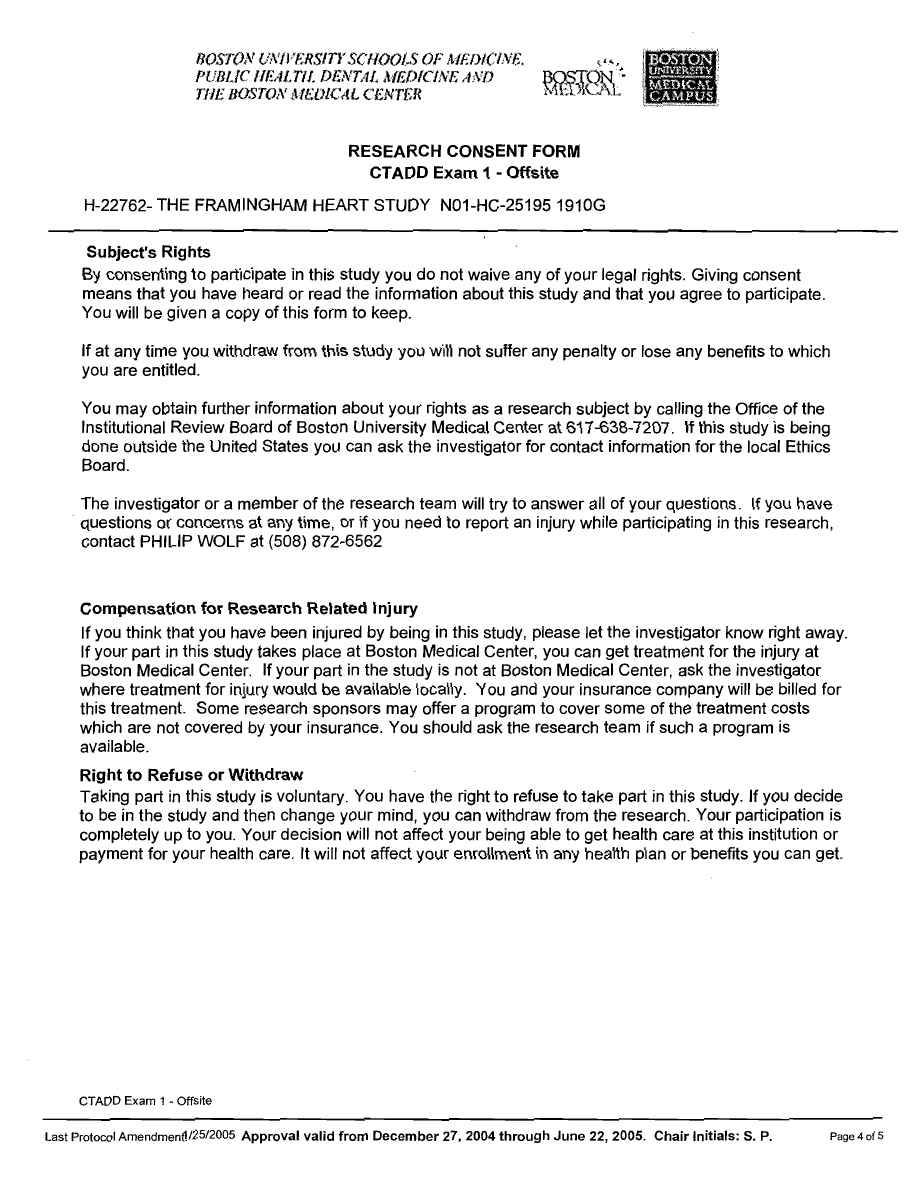 BOSTON UNIVERSITY SCHOOLS OF MEDICINE,
PUBLIC HEALTH, DENTAL MEDICINE AND
THE BOSTON MEDICAL CENTER
BOSTON
MEDICAL
BOSTON
UNIVERSITY
MEDICAL
CAMPUS
RESEARCH CONSENT FORM
CTADD Exam 1 - Offsite
H-22762- THE FRAMINGHAM HEART STUDY N01-HC-25195 1910G
Subject's Rights
By consenting to participate in this study you do not waive any of your legal rights. Giving consent
means that you have heard or read the information about this study and that you agree to participate.
You will be given a copy of this form to keep.
If at any time you withdraw from this study you will not suffer any penalty or lose any benefits to which
you are entitled.
You may obtain further information about your rights as a research subject by calling the Office of the
Institutional Review Board of Boston University Medical Center at 617-638-7207. If this study is being
done outside the United States you can ask the investigator for contact information for the local Ethics
Board.
The investigator or a member of the research team will try to answer all of your questions. If you have
questions or concerns at any time, or if you need to report an injury while participating in this research,
contact PHILIP WOLF at (508) 872-6562
Compensation for Research Related Injury
If you think that you have been injured by being in this study, please let the investigator know right away.
If your part in this study takes place at Boston Medical Center, you can get treatment for the injury at
Boston Medical Center. If your part in the study is not at Boston Medical Center, ask the investigator
where treatment for injury would be available locally. You and your insurance company will be billed for
this treatment. Some research sponsors may offer a program to cover some of the treatment costs
which are not covered by your insurance. You should ask the research team if such a program is
available.
Right to Refuse or Withdraw
Taking part in this study is voluntary. You have the right to refuse to take part in this study. If you decide
to be in the study and then change your mind, you can withdraw from the research. Your participation is
completely up to you. Your decision will not affect your being able to get health care at this institution or
payment for your health care. It will not affect your enrollment in any health plan or benefits you can get.
CTADD Exam 1 - Offsite
Last Protocol Amendment 1/25/2005 Approval valid from December 27, 2004 through June 22, 2005. Chair Initials: S. P. Page 4 of 5